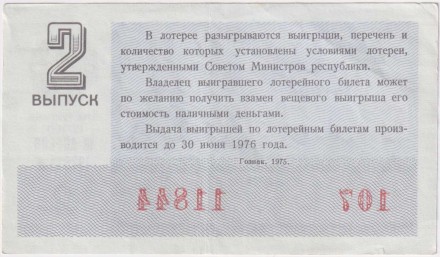 2
ВЫПУСК
В лотерее разыгрываются выигрыши, перечень и
количество которых установлены условиями лотереи,
утвержденными Советом Министров республики.
Владелец выигравшего лотерейного билета может
по желанию получить взамен вещевого выигрыша его
стоимость наличными деньгами.
Выдача выигрышей по лотерейным билетам произ-
водится до 30 июня 1976 года.
Гознак. 1975.
11844 107